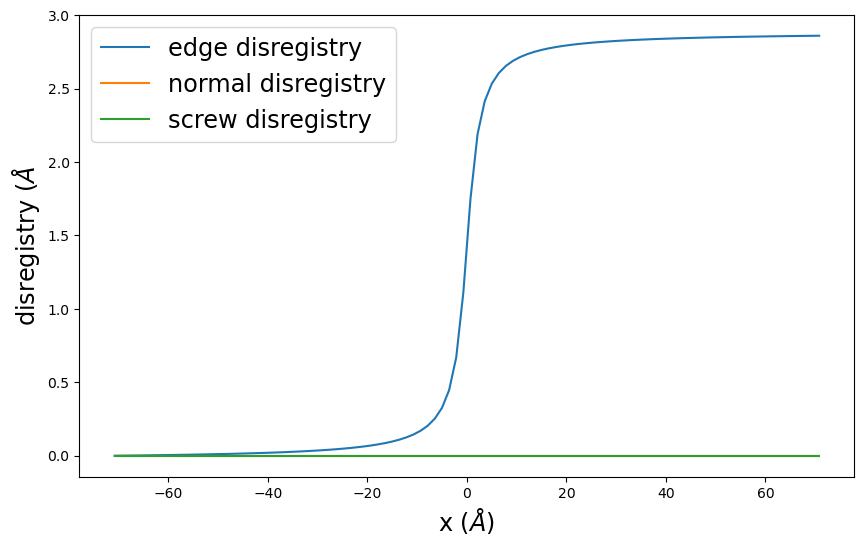 edge disregistry
normal disregistry
screw disregistry
3.0
2.5
2.0
1.5
1.0
0.5
0.0
disregistry (Å
−60
−40
−20
0
20
40
60
x (Å)